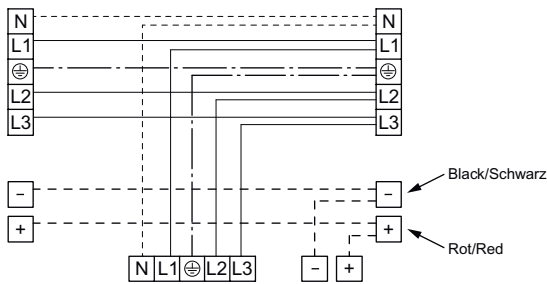 N N
L1 L1
⏚ ⏚
L2 L2
L3 L3
− − Black/Schwarz
+ + Rot/Red
N L1 ⏚ L2 L3 − +